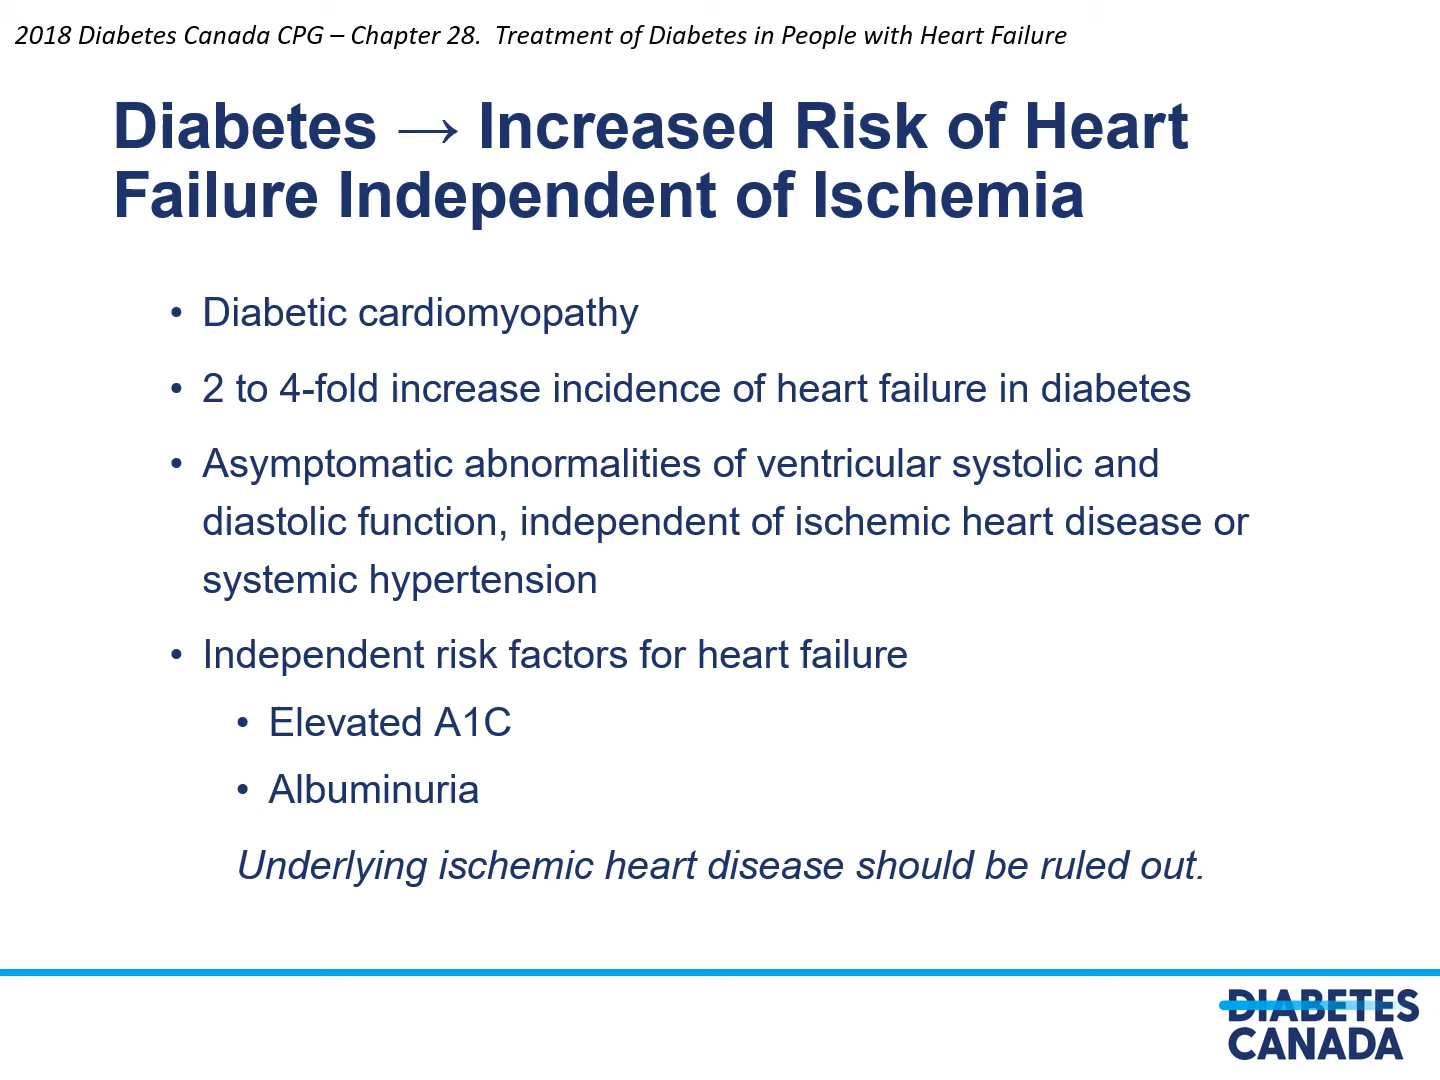 2018 Diabetes Canada CPG – Chapter 28. Treatment of Diabetes in People with Heart Failure
Diabetes → Increased Risk of Heart
Failure Independent of Ischemia
• Diabetic cardiomyopathy
• 2 to 4-fold increase incidence of heart failure in diabetes
• Asymptomatic abnormalities of ventricular systolic and
diastolic function, independent of ischemic heart disease or
systemic hypertension
• Independent risk factors for heart failure
• Elevated A1C
• Albuminuria
Underlying ischemic heart disease should be ruled out.
DIABETES
CANADA